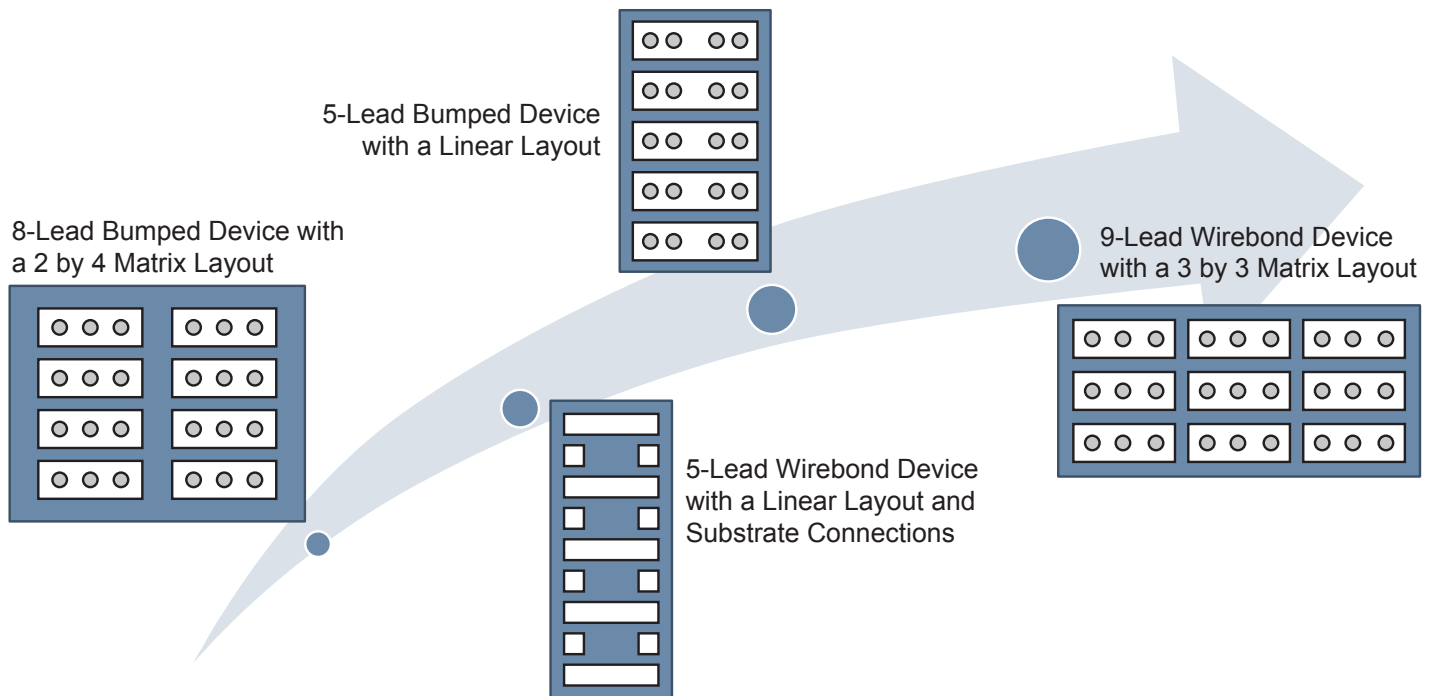 5-Lead Bumped Device
with a Linear Layout
8-Lead Bumped Device with
a 2 by 4 Matrix Layout
9-Lead Wirebond Device
with a 3 by 3 Matrix Layout
5-Lead Wirebond Device
with a Linear Layout and
Substrate Connections